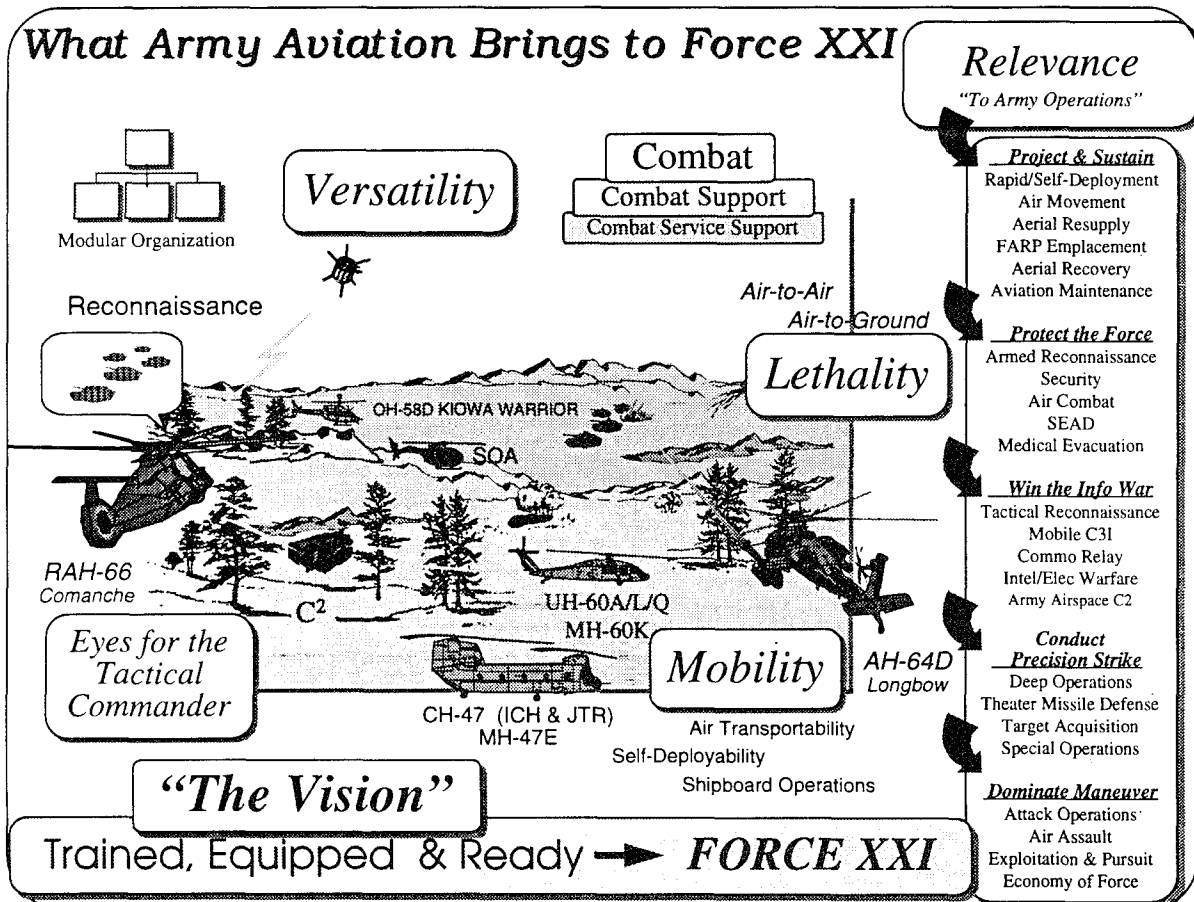 What Army Aviation Brings to Force XXI
Relevance
"To Army Operations"
Modular Organization
Versatility
Combat
Combat Support
Combat Service Support
Reconnaissance
Air-to-Air
Air-to-Ground
Lethality
OH-58D KIOWA WARRIOR
SOA
RAH-66
Comanche
C²
UH-60A/L/Q
MH-60K
Eyes for the
Tactical
Commander
Mobility
AH-64D
Longbow
CH-47 (ICH & JTR)
MH-47E
Air Transportability
Self-Deployability
Shipboard Operations
"The Vision"
Trained, Equipped & Ready → FORCE XXI
Project & Sustain
Rapid/Self-Deployment
Air Movement
Aerial Resupply
FARP Emplacement
Aerial Recovery
Aviation Maintenance
Protect the Force
Armed Reconnaissance
Security
Air Combat
SEAD
Medical Evacuation
Win the Info War
Tactical Reconnaissance
Mobile C3I
Commo Relay
Intel/Elec Warfare
Army Airspace C2
Conduct
Precision Strike
Deep Operations
Theater Missile Defense
Target Acquisition
Special Operations
Dominate Maneuver
Attack Operations
Air Assault
Exploitation & Pursuit
Economy of Force